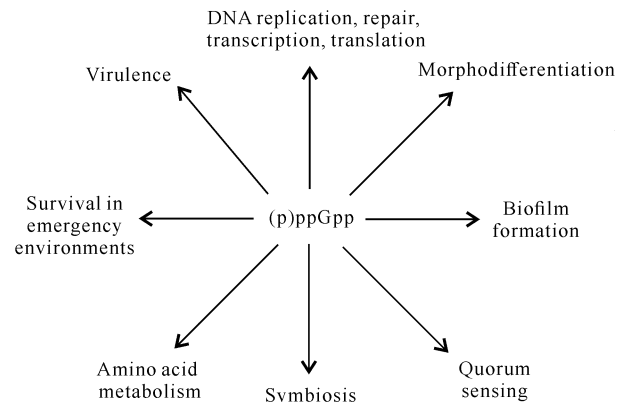 DNA replication, repair,
transcription, translation
Virulence
Morphodifferentiation
Survival in
emergency
environments
(p)ppGpp
Biofilm
formation
Amino acid
metabolism
Symbiosis
Quorum
sensing